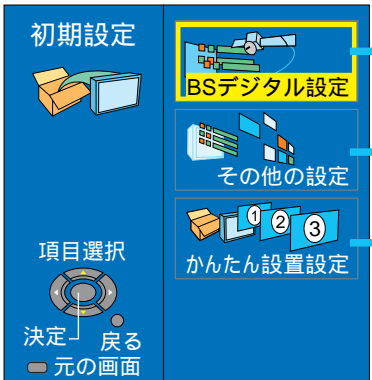 初期設定
BSデジタル設定
その他の設定
1 2 3
かんたん設置設定
項目選択
決定
戻る
元の画面